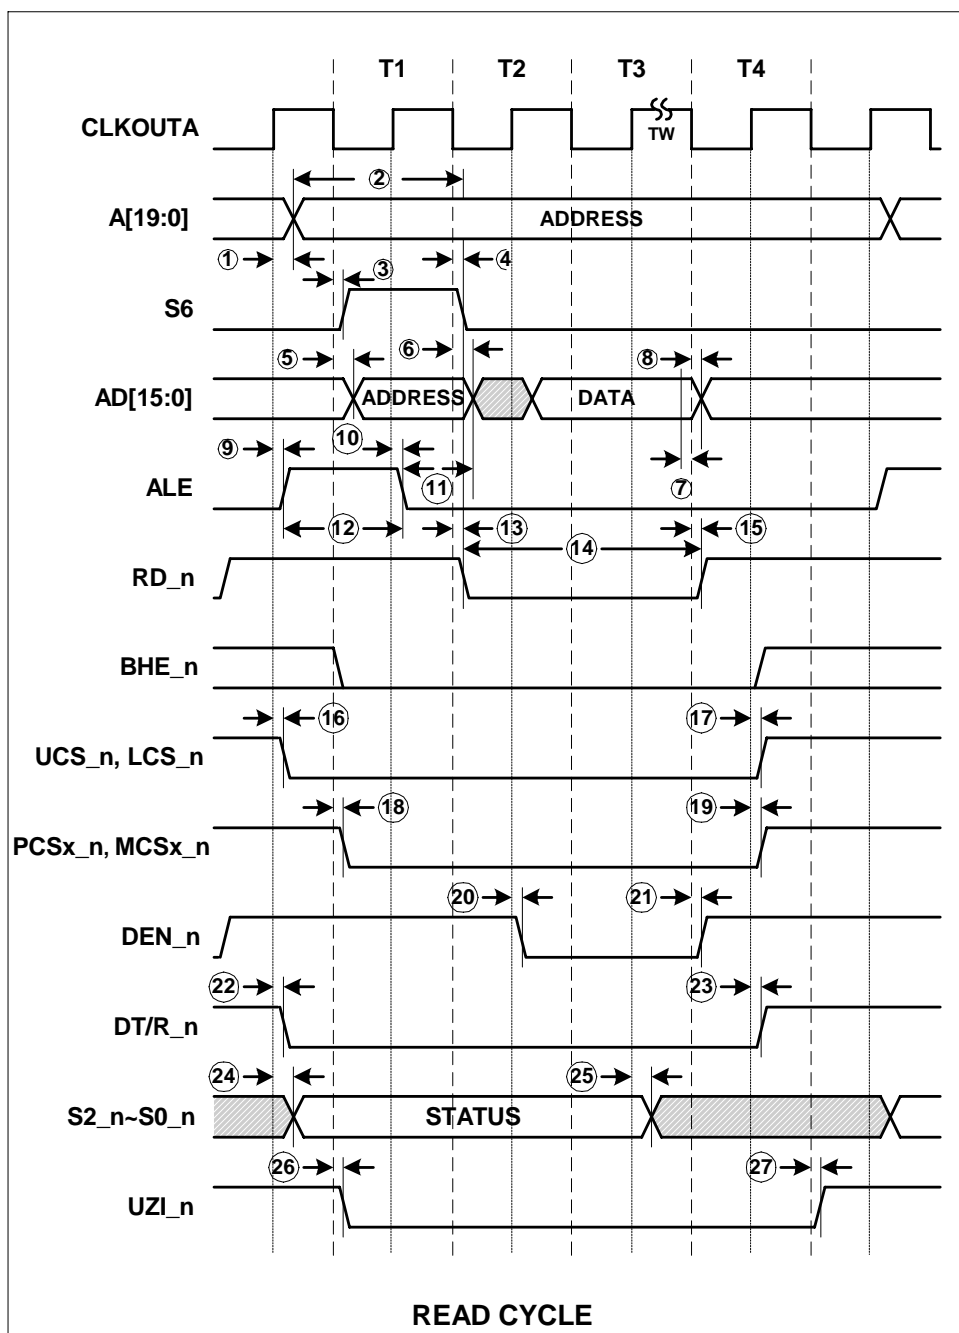 T1 T2 T3 T4
CLKOUTA
TW
2
A[19:0]
ADDRESS
1 3 4
S6
5 6 8
AD[15:0]
ADDRESS DATA
9 10
ALE
11 7
12 13 14 15
RD_n
BHE_n
16 17
UCS_n, LCS_n
18 19
PCSx_n, MCSx_n
20 21
DEN_n
22 23
DT/R_n
24 25
S2_n~S0_n
STATUS
26 27
UZI_n
READ CYCLE